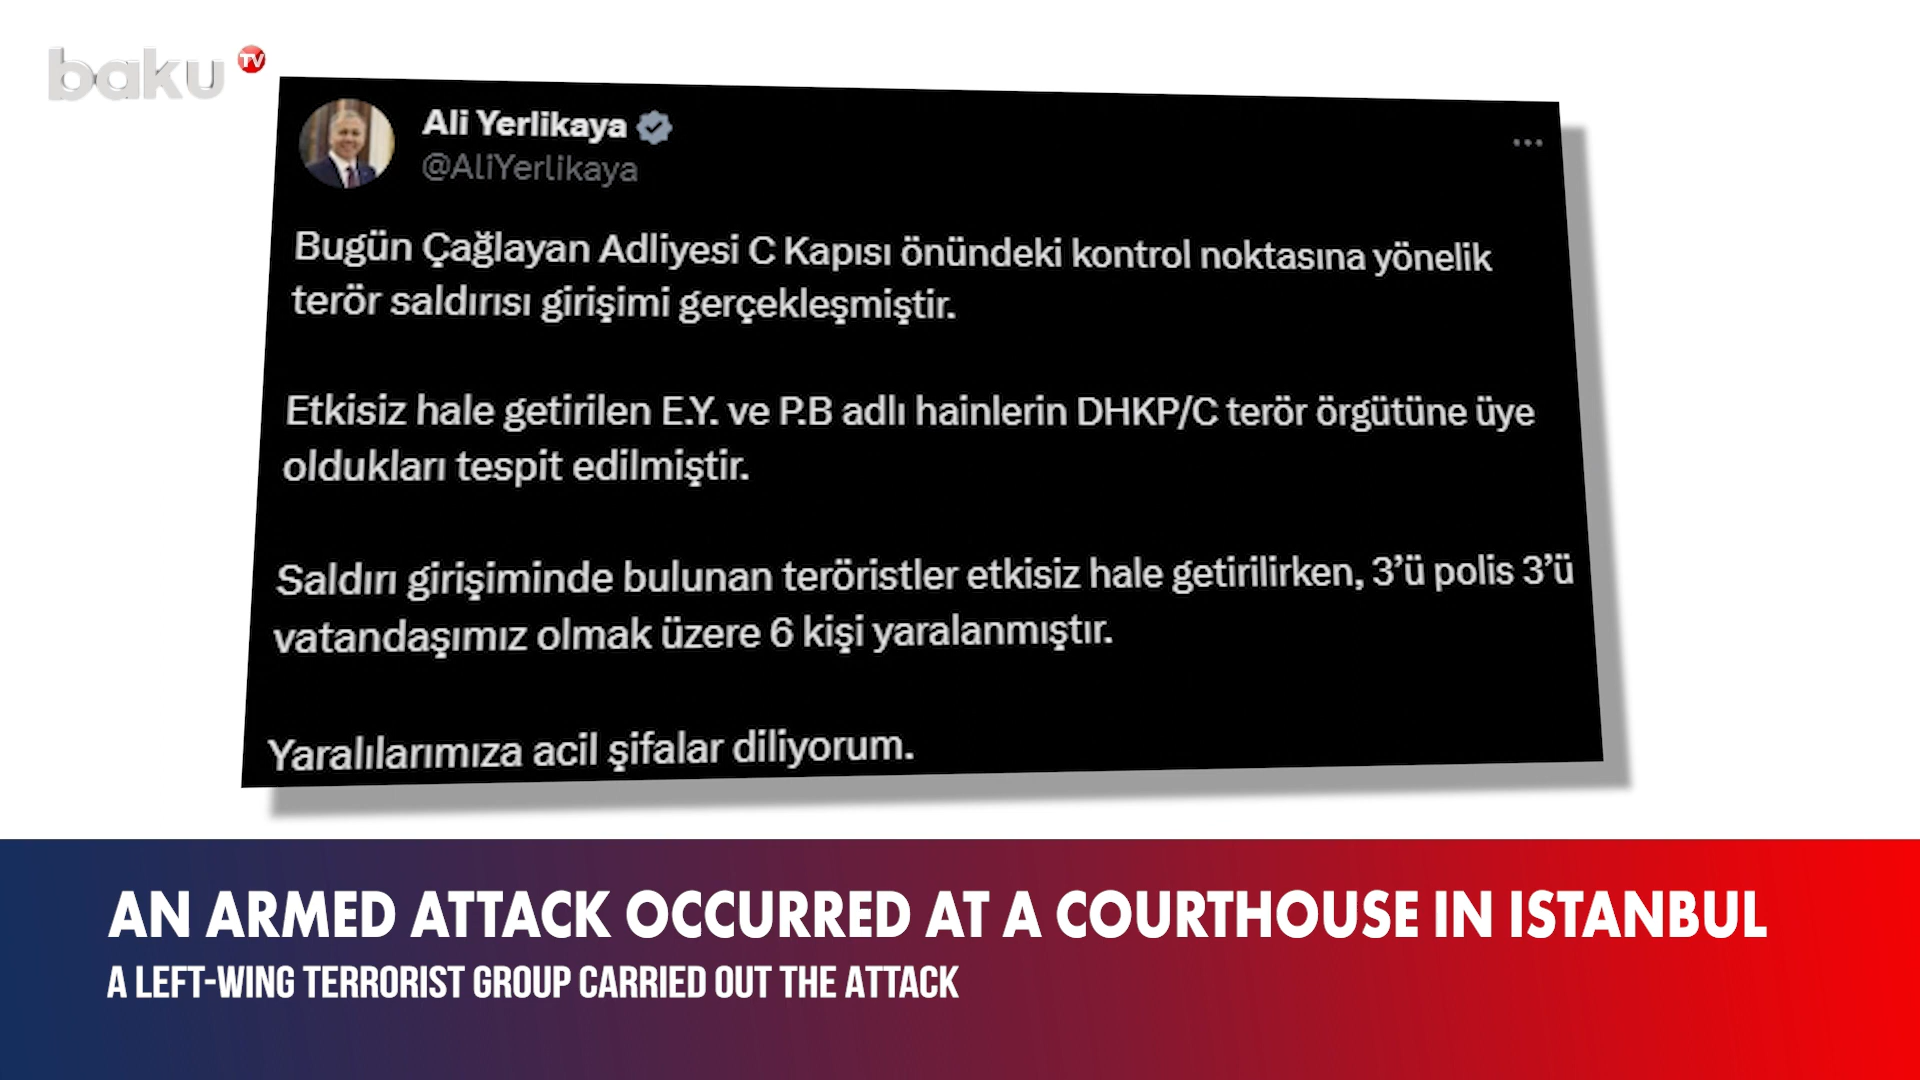 baku TV
Ali Yerlikaya
@AliYerlikaya
Bugün Çağlayan Adliyesi C Kapısı önündeki kontrol noktasına yönelik
terör saldırısı girişimi gerçekleşmiştir.
Etkisiz hale getirilen E.Y. ve P.B adlı hainlerin DHKP/C terör örgütüne üye
oldukları tespit edilmiştir.
Saldırı girişiminde bulunan teröristler etkisiz hale getirilirken, 3’ü polis 3’ü
vatandaşımız olmak üzere 6 kişi yaralanmıştır.
Yaralılarımıza acil şifalar diliyorum.
AN ARMED ATTACK OCCURRED AT A COURTHOUSE IN ISTANBUL
A LEFT-WING TERRORIST GROUP CARRIED OUT THE ATTACK